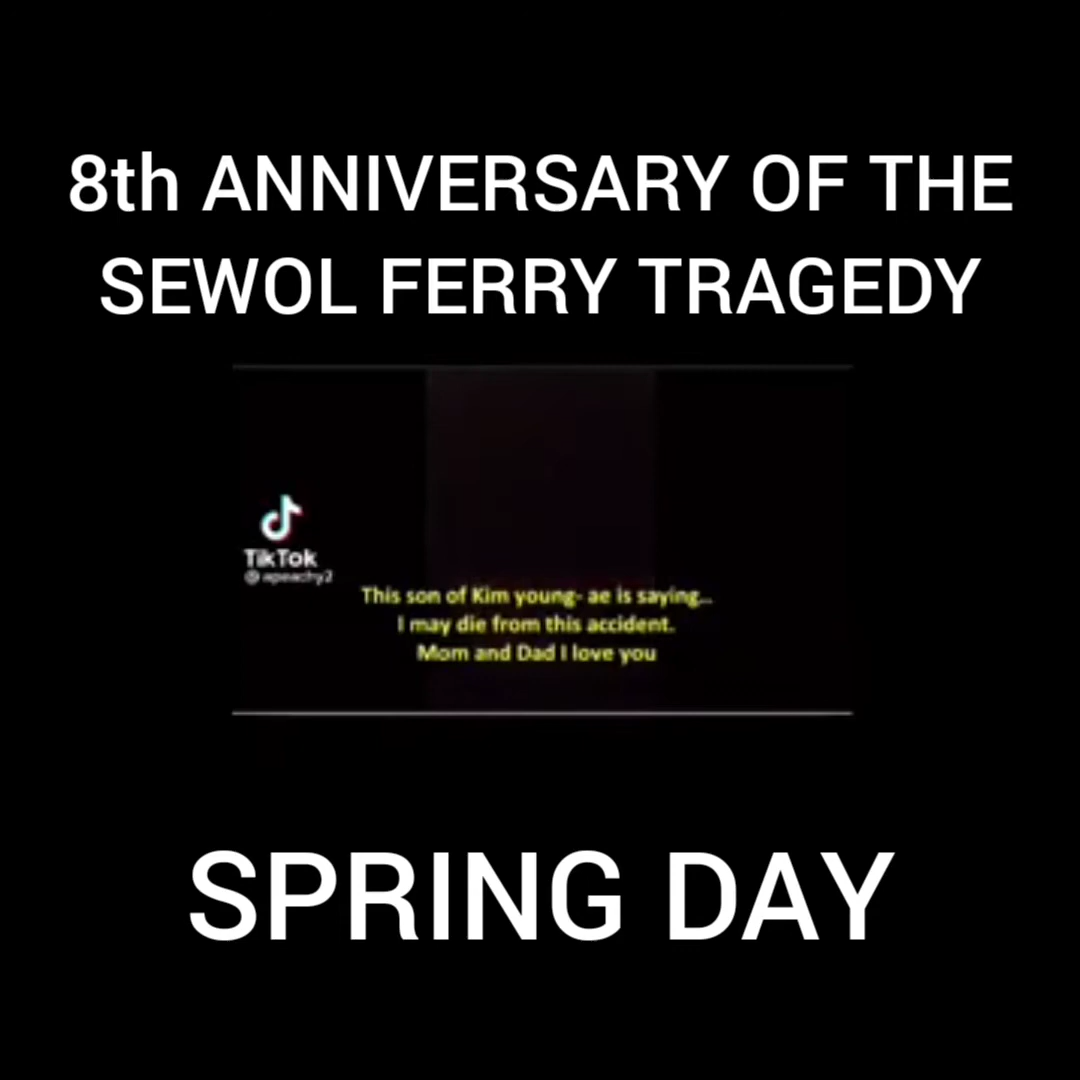 8th ANNIVERSARY OF THE
SEWOL FERRY TRAGEDY
TikTok
@apeachy2
This son of Kim young- ae is saying...
I may die from this accident.
Mom and Dad I love you
SPRING DAY